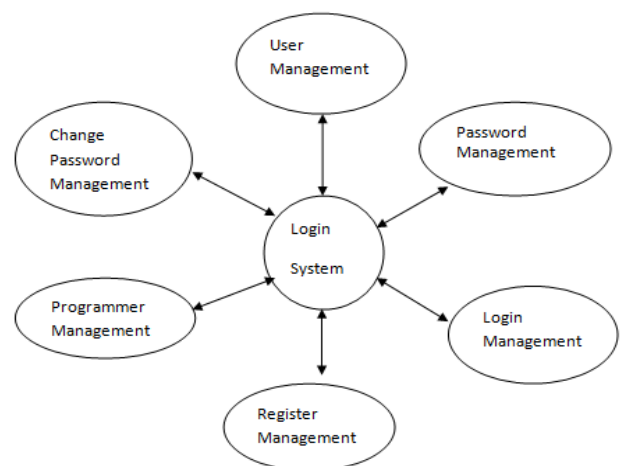 User
Management
Change
Password
Management
Password
Management
Login
System
Programmer
Management
Login
Management
Register
Management